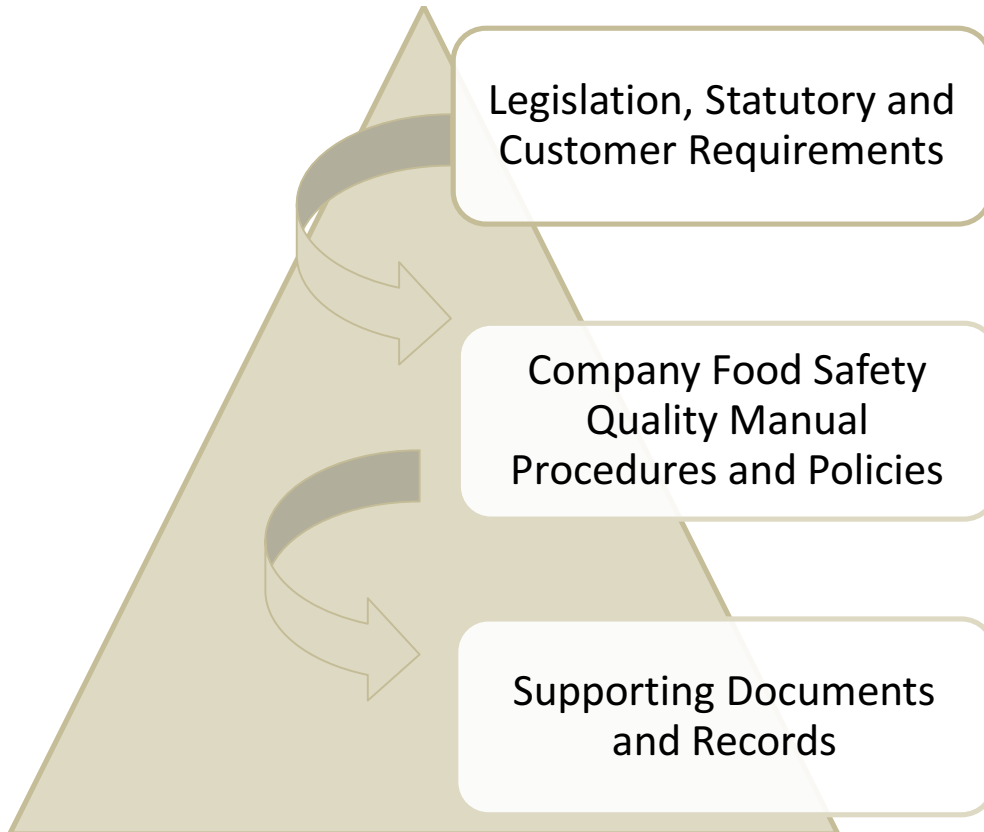 Legislation, Statutory and
Customer Requirements
Company Food Safety
Quality Manual
Procedures and Policies
Supporting Documents
and Records